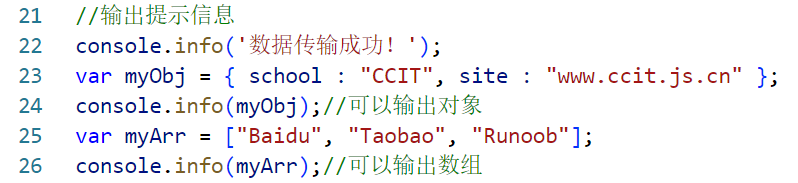 21 //输出提示信息
22 console.info('数据传输成功！');
23 var myObj = { school : "CCIT", site : "www.ccit.js.cn" };
24 console.info(myObj);//可以输出对象
25 var myArr = ["Baidu", "Taobao", "Runoob"];
26 console.info(myArr);//可以输出数组